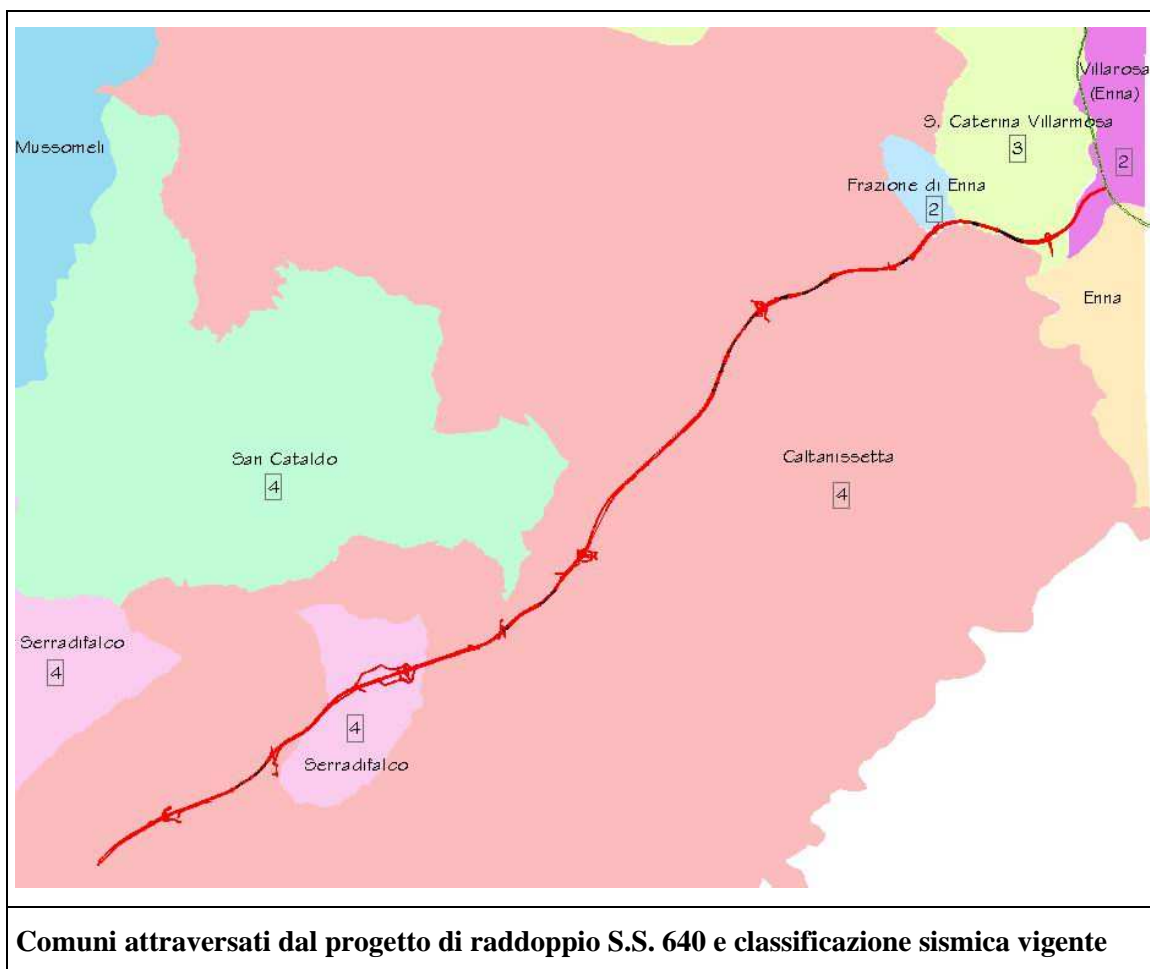 Villarosa
(Enna)
2
S. Caterina Villarmosa
3
Mussomeli
Frazione di Enna
2
Enna
San Cataldo
4
Caltanissetta
4
Serradifalco
4
4
Serradifalco
Comuni attraversati dal progetto di raddoppio S.S. 640 e classificazione sismica vigente